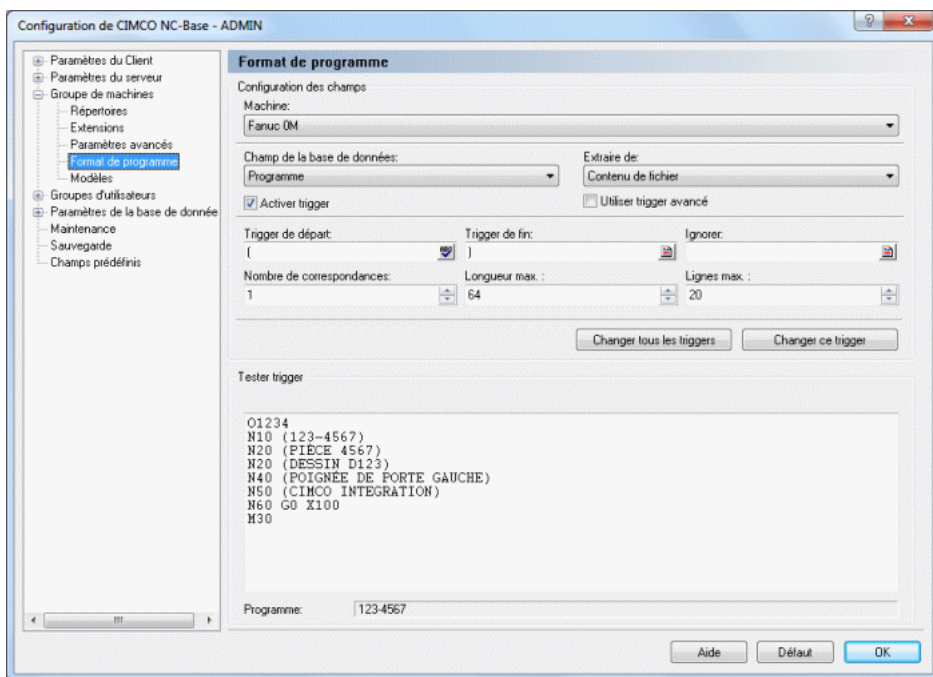 Configuration de CIMCO NC-Base - ADMIN
Paramètres du Client
Paramètres du serveur
Groupe de machines
Répertoires
Extensions
Paramètres avancés
Format de programme
Modèles
Groupes d'utilisateurs
Paramètres de la base de donnée
Maintenance
Sauvegarde
Champs prédéfinis
Format de programme
Configuration des champs
Machine:
Fanuc 0M
Champ de la base de données: Extraire de:
Programme Contenu de fichier
Activer trigger Utiliser trigger avancé
Trigger de départ: Trigger de fin: Ignorer:
( )
Nombre de correspondances: Longueur max. : Lignes max. :
1 64 20
Changer tous les triggers Changer ce trigger
Tester trigger
O1234
N10 (123-4567)
N20 (PIÈCE 4567)
N20 (DESSIN D123)
N40 (POIGNÉE DE PORTE GAUCHE)
N50 (CIMCO INTEGRATION)
N60 G0 X100
M30
Programme: 123-4567
Aide Défaut OK